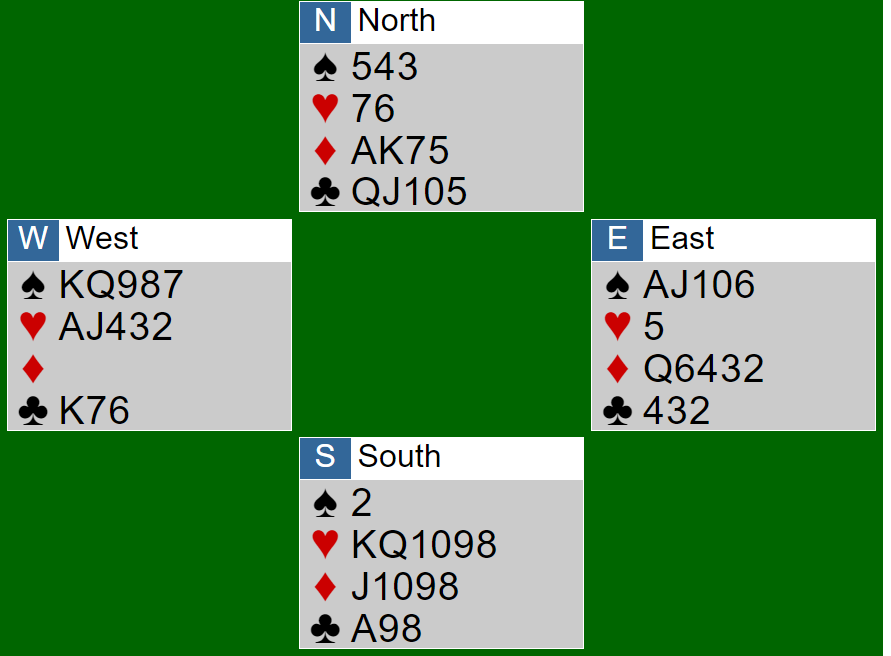 N North
♠ 543
♥ 76
♦ AK75
♣ QJ105
W West
♠ KQ987
♥ AJ432
♦
♣ K76
E East
♠ AJ106
♥ 5
♦ Q6432
♣ 432
S South
♠ 2
♥ KQ1098
♦ J1098
♣ A98